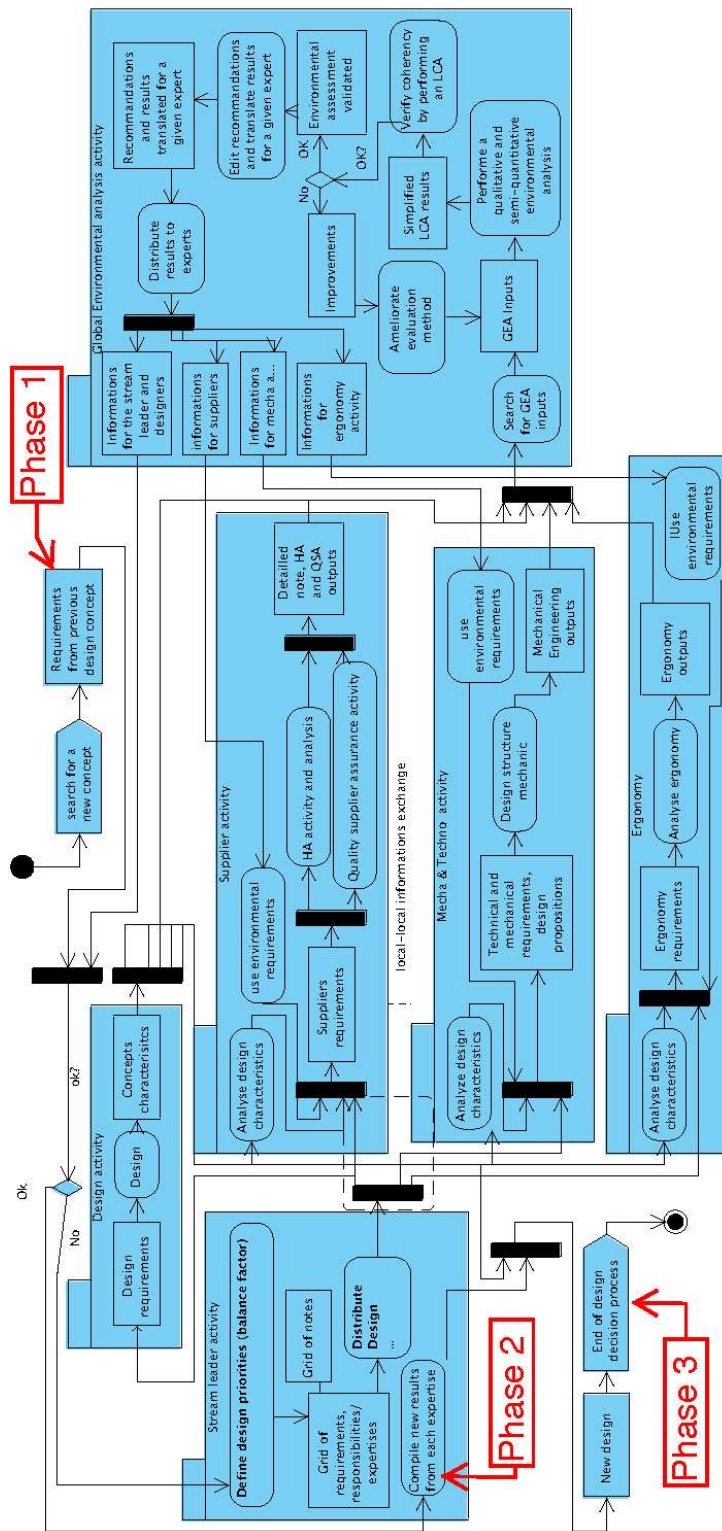 Phase 1
Phase 2
Phase 3
search for a
new concept
Requirements
from previous
design concept
Ok
No
ok?
Design activity
Design
requirements
Design
Concepts
characterisitcs
Stream leader activity
Define design priorities (balance factor)
Grid of notes
Grid of
requirements,
responsibilities/
expertises
Distribute
Design
...
Compile new results
from each expertise
New design
End of design
decision process
Supplier activity
Analyse design
characteristics
use environmental
requirements
Suppliers
requirements
HA activity and analysis
Quality supplier assurance activity
Detailled
note, HA
and QSA
outputs
local-local informations exchange
Mecha & Techno activity
Analyze design
characteristics
Technical and
mechanical
requirements,
design
propositions
Design structure
mechanic
use
environmental
requirements
Mechanical
Engineering
outputs
Ergonomy
Analyse design
characteristics
Ergonomy
requirements
Analyse ergonomy
Ergonomy
outputs
IUse
environmental
requirements
Global Environmental analysis activity
Informations
for the stream
leader and
designers
informations
for suppliers
Informations
for mecha a...
Informations
for
ergonomy
activity
Search
for GEA
inputs
GEA Inputs
Performe a
qualitative and
semi-quantitative
environmental
analysis
Simplified
LCA results
Verify coherency
by performing
an LCA
OK?
OK
No
Improvements
Ameliorate
evaluation
method
Environmental
assessment
validated
Edit recommandations
and translate results
for a given expert
Recommandations
and results
translated for a
given expert
Distribute
results to
experts